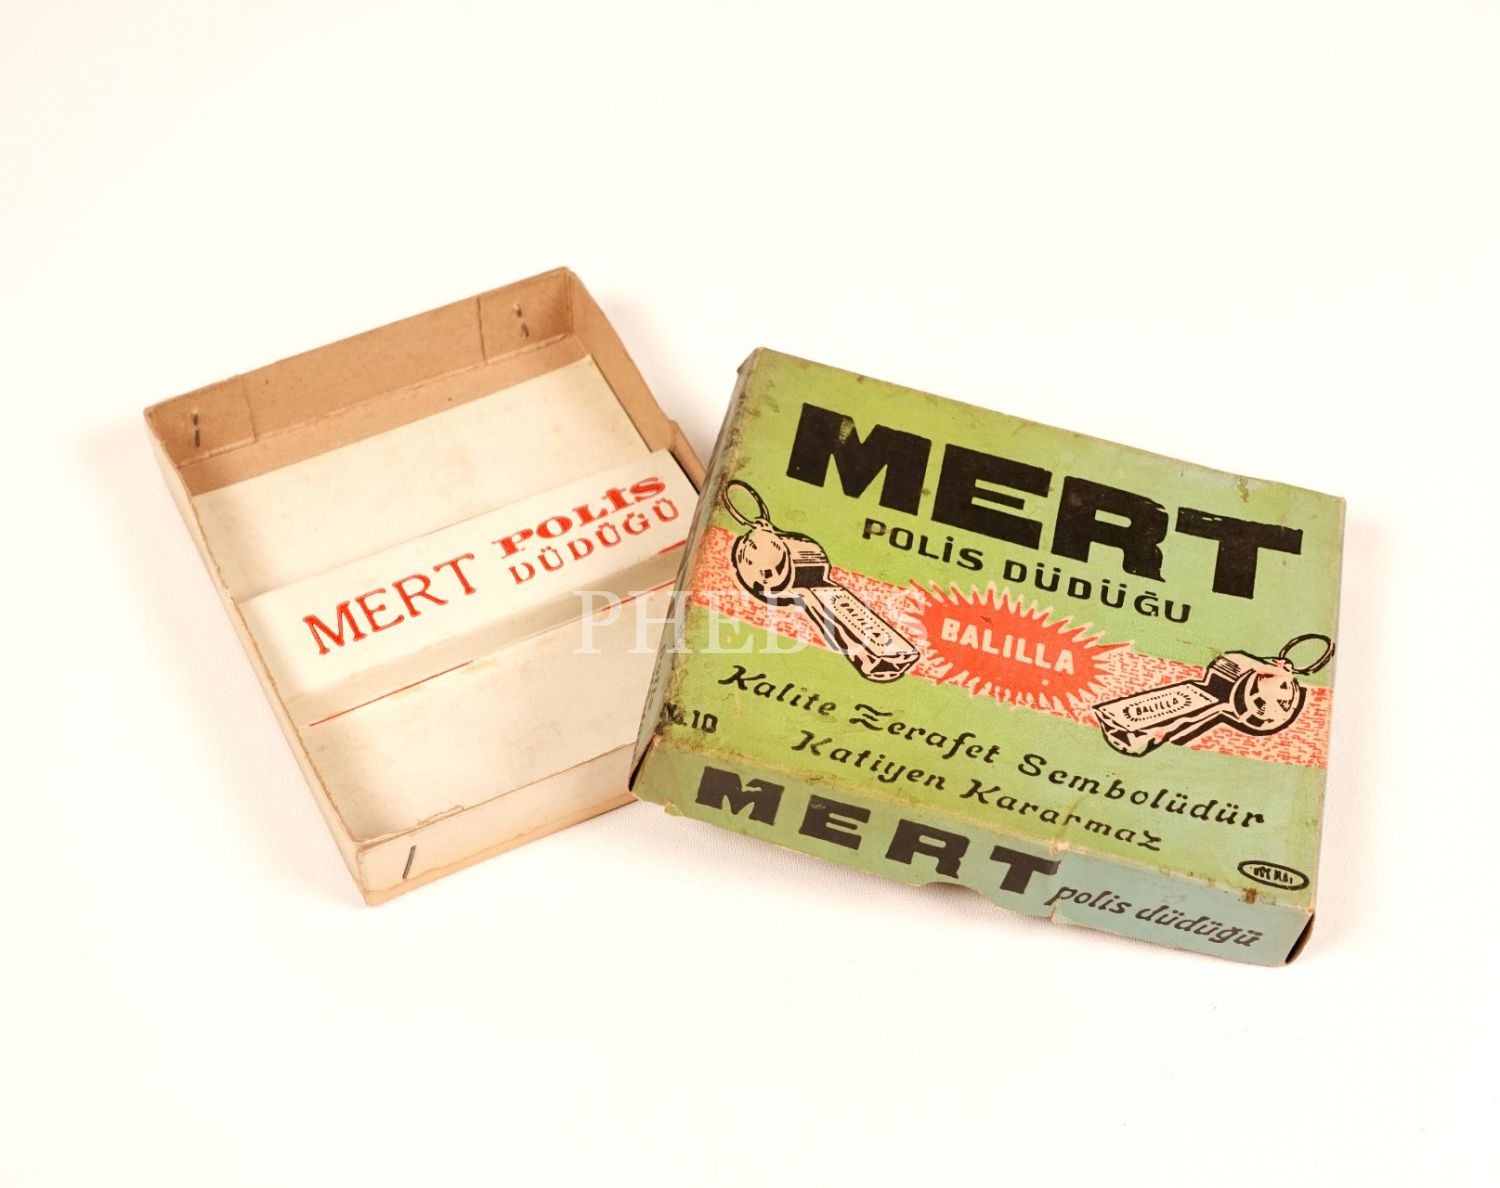 MERT POLİS
DÜDÜĞÜ
MERT
POLİS DÜDÜĞU
BALILLA
BALILLA
BALILLA
No.10
Kalite Zerafet Sembolüdür
Katiyen Kararmaz
MERT polis düdüğü
PHEBUS